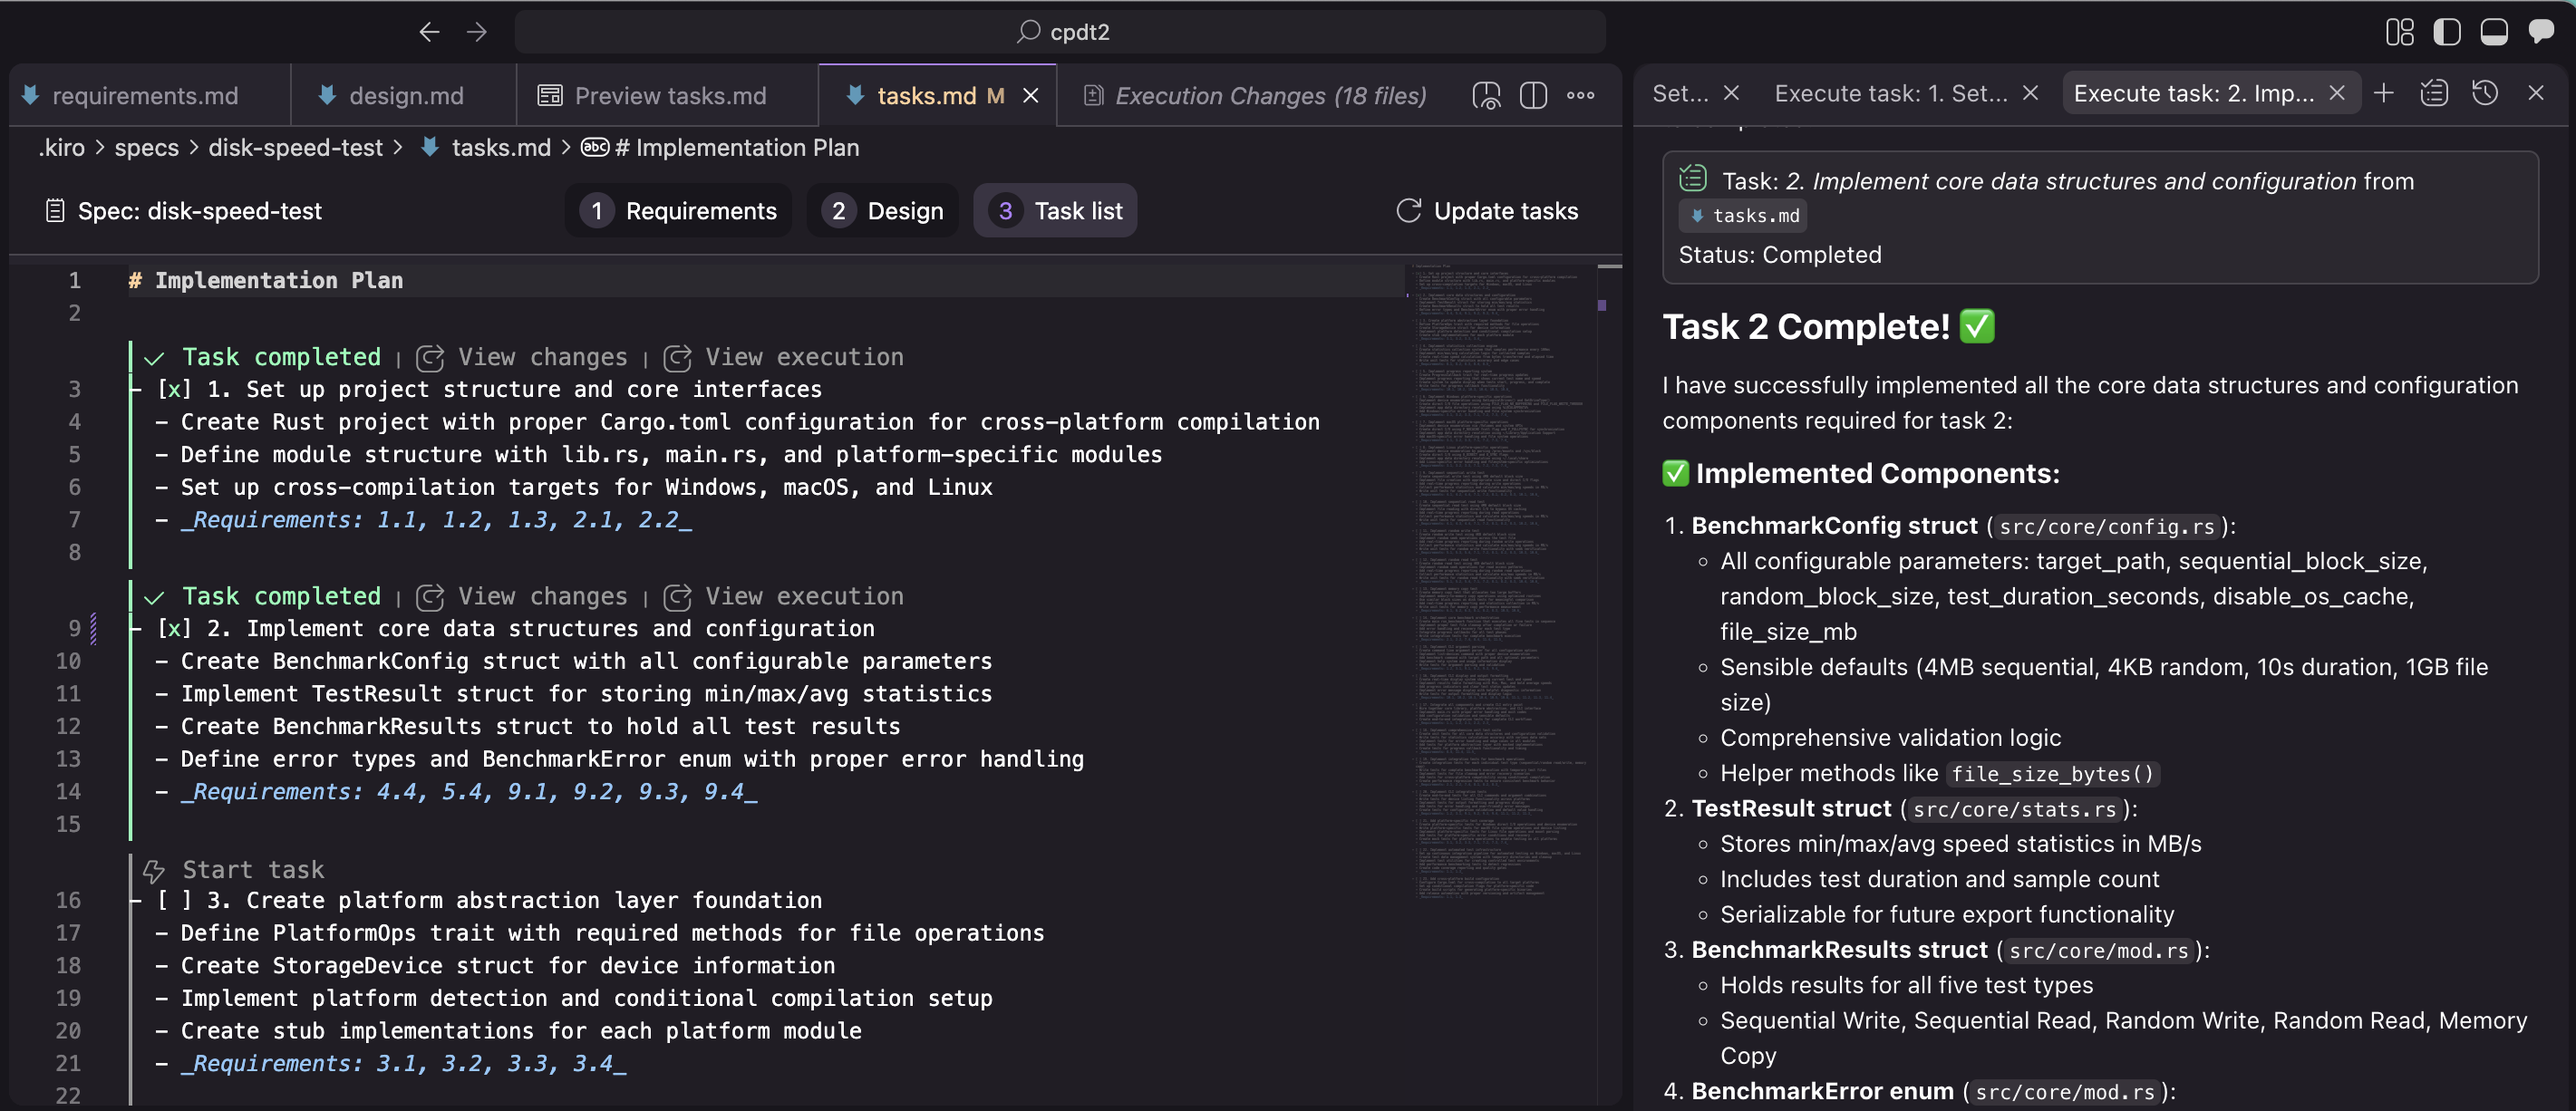 cpdt2
requirements.md
design.md
Preview tasks.md
tasks.md M
Execution Changes (18 files)
.kiro > specs > disk-speed-test > tasks.md > # Implementation Plan
Spec: disk-speed-test
1 Requirements
2 Design
3 Task list
Update tasks
1 # Implementation Plan
2
Task completed | View changes | View execution
3 - [x] 1. Set up project structure and core interfaces
4 - Create Rust project with proper Cargo.toml configuration for cross-platform compilation
5 - Define module structure with lib.rs, main.rs, and platform-specific modules
6 - Set up cross-compilation targets for Windows, macOS, and Linux
7 - _Requirements: 1.1, 1.2, 1.3, 2.1, 2.2_
8
Task completed | View changes | View execution
9 - [x] 2. Implement core data structures and configuration
10 - Create BenchmarkConfig struct with all configurable parameters
11 - Implement TestResult struct for storing min/max/avg statistics
12 - Create BenchmarkResults struct to hold all test results
13 - Define error types and BenchmarkError enum with proper error handling
14 - _Requirements: 4.4, 5.4, 9.1, 9.2, 9.3, 9.4_
15
Start task
16 - [ ] 3. Create platform abstraction layer foundation
17 - Define PlatformOps trait with required methods for file operations
18 - Create StorageDevice struct for device information
19 - Implement platform detection and conditional compilation setup
20 - Create stub implementations for each platform module
21 - _Requirements: 3.1, 3.2, 3.3, 3.4_
22
Set...
Execute task: 1. Set...
Execute task: 2. Imp...
Task: 2. Implement core data structures and configuration from
tasks.md
Status: Completed
Task 2 Complete! ✅
I have successfully implemented all the core data structures and configuration
components required for task 2:
✅ Implemented Components:
1. BenchmarkConfig struct (src/core/config.rs):
◦ All configurable parameters: target_path, sequential_block_size,
random_block_size, test_duration_seconds, disable_os_cache,
file_size_mb
◦ Sensible defaults (4MB sequential, 4KB random, 10s duration, 1GB file
size)
◦ Comprehensive validation logic
◦ Helper methods like file_size_bytes()
2. TestResult struct (src/core/stats.rs):
◦ Stores min/max/avg speed statistics in MB/s
◦ Includes test duration and sample count
◦ Serializable for future export functionality
3. BenchmarkResults struct (src/core/mod.rs):
◦ Holds results for all five test types
◦ Sequential Write, Sequential Read, Random Write, Random Read, Memory
Copy
4. BenchmarkError enum (src/core/mod.rs):